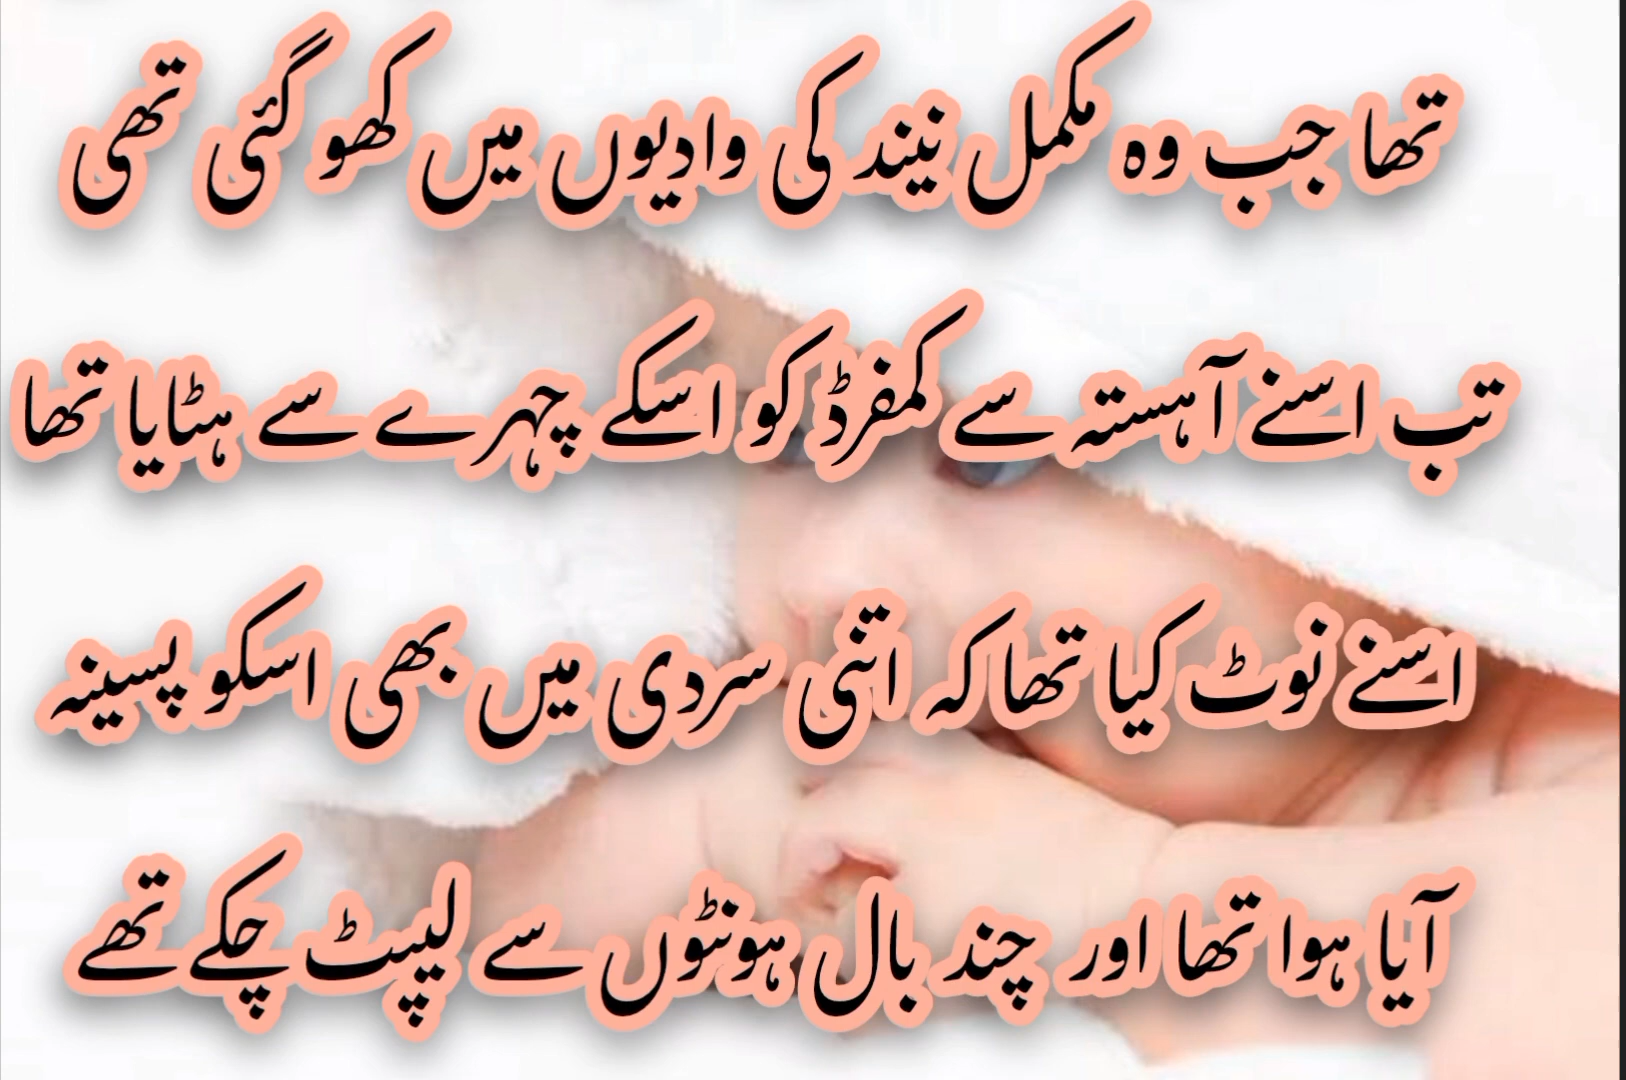 تھا جب وہ مکمل نیند کی وادیوں میں کھو گئی تھی
تب اسنے آہستہ سے کمفرڈ کو اسکے چہرے سے ہٹایا تھا
اسنے نوٹ کیا تھا کہ اتنی سردی میں بھی اسکو پسینہ
آیا ہوا تھا اور چند بال ہونٹوں سے لپسٹ چکے تھے